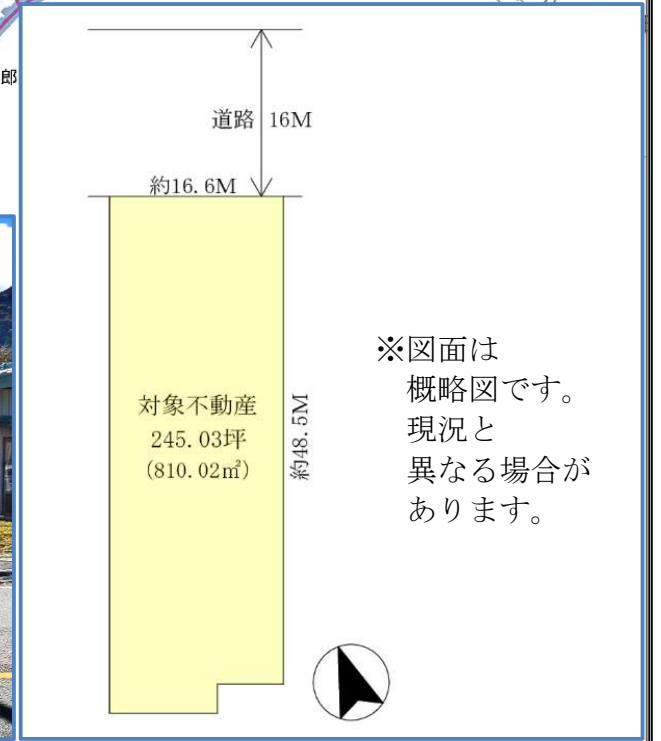 郎
道路 16M
約16.6M
対象不動産
245.03坪
(810.02㎡)
約48.5M
※図面は
概略図です。
現況と
異なる場合が
あります。